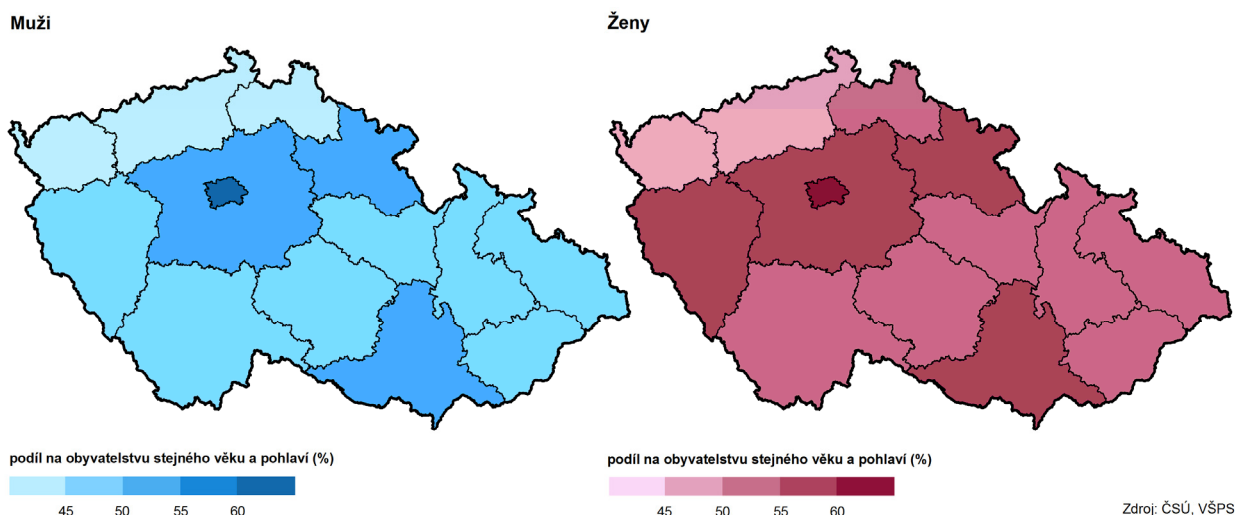 Muži
Ženy
podíl na obyvatelstvu stejného věku a pohlaví (%)
45 50 55 60
podíl na obyvatelstvu stejného věku a pohlaví (%)
45 50 55 60
Zdroj: ČSÚ, VŠPS